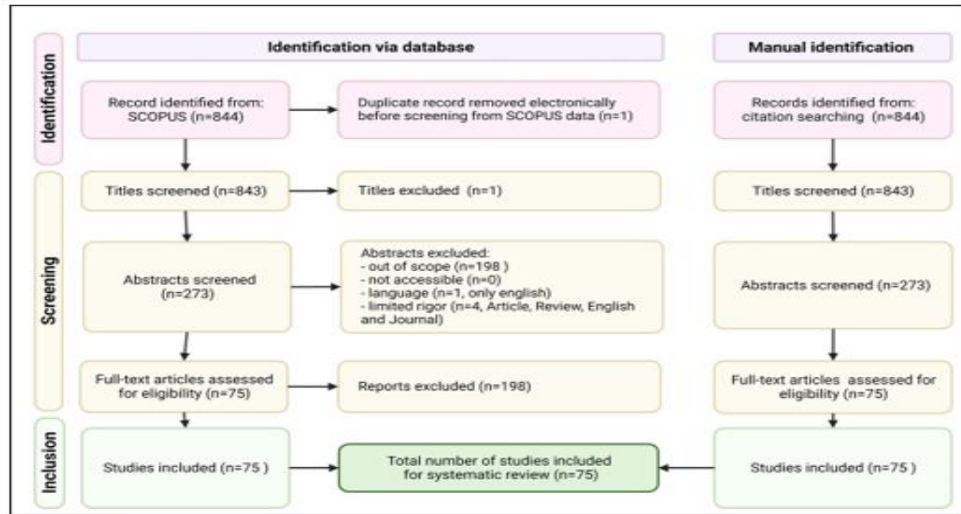 Identification via database
Manual identification
Identification
Record identified from:
SCOPUS (n=844)
Duplicate record removed electronically
before screening from SCOPUS data (n=1)
Records identified from:
citation searching (n=844)
Screening
Titles screened (n=843)
Titles excluded (n=1)
Titles screened (n=843)
Abstracts screened
(n=273)
Abstracts excluded:
- out of scope (n=198 )
- not accessible (n=0)
- language (n=1, only english)
- limited rigor (n=4, Article, Review, English
and Journal)
Abstracts screened (n=273)
Full-text articles assessed
for eligibility (n=75)
Reports excluded (n=198)
Full-text articles assessed for
eligibility (n=75)
Inclusion
Studies included (n=75 )
Total number of studies included
for systematic review (n=75)
Studies included (n=75 )